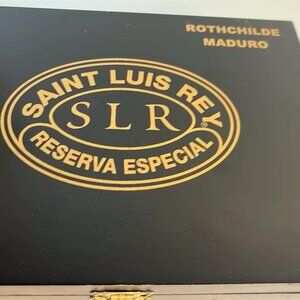 ROTHCHILDE
MADURO
SAINT LUIS REY
SLR
RESERVA ESPECIAL
®